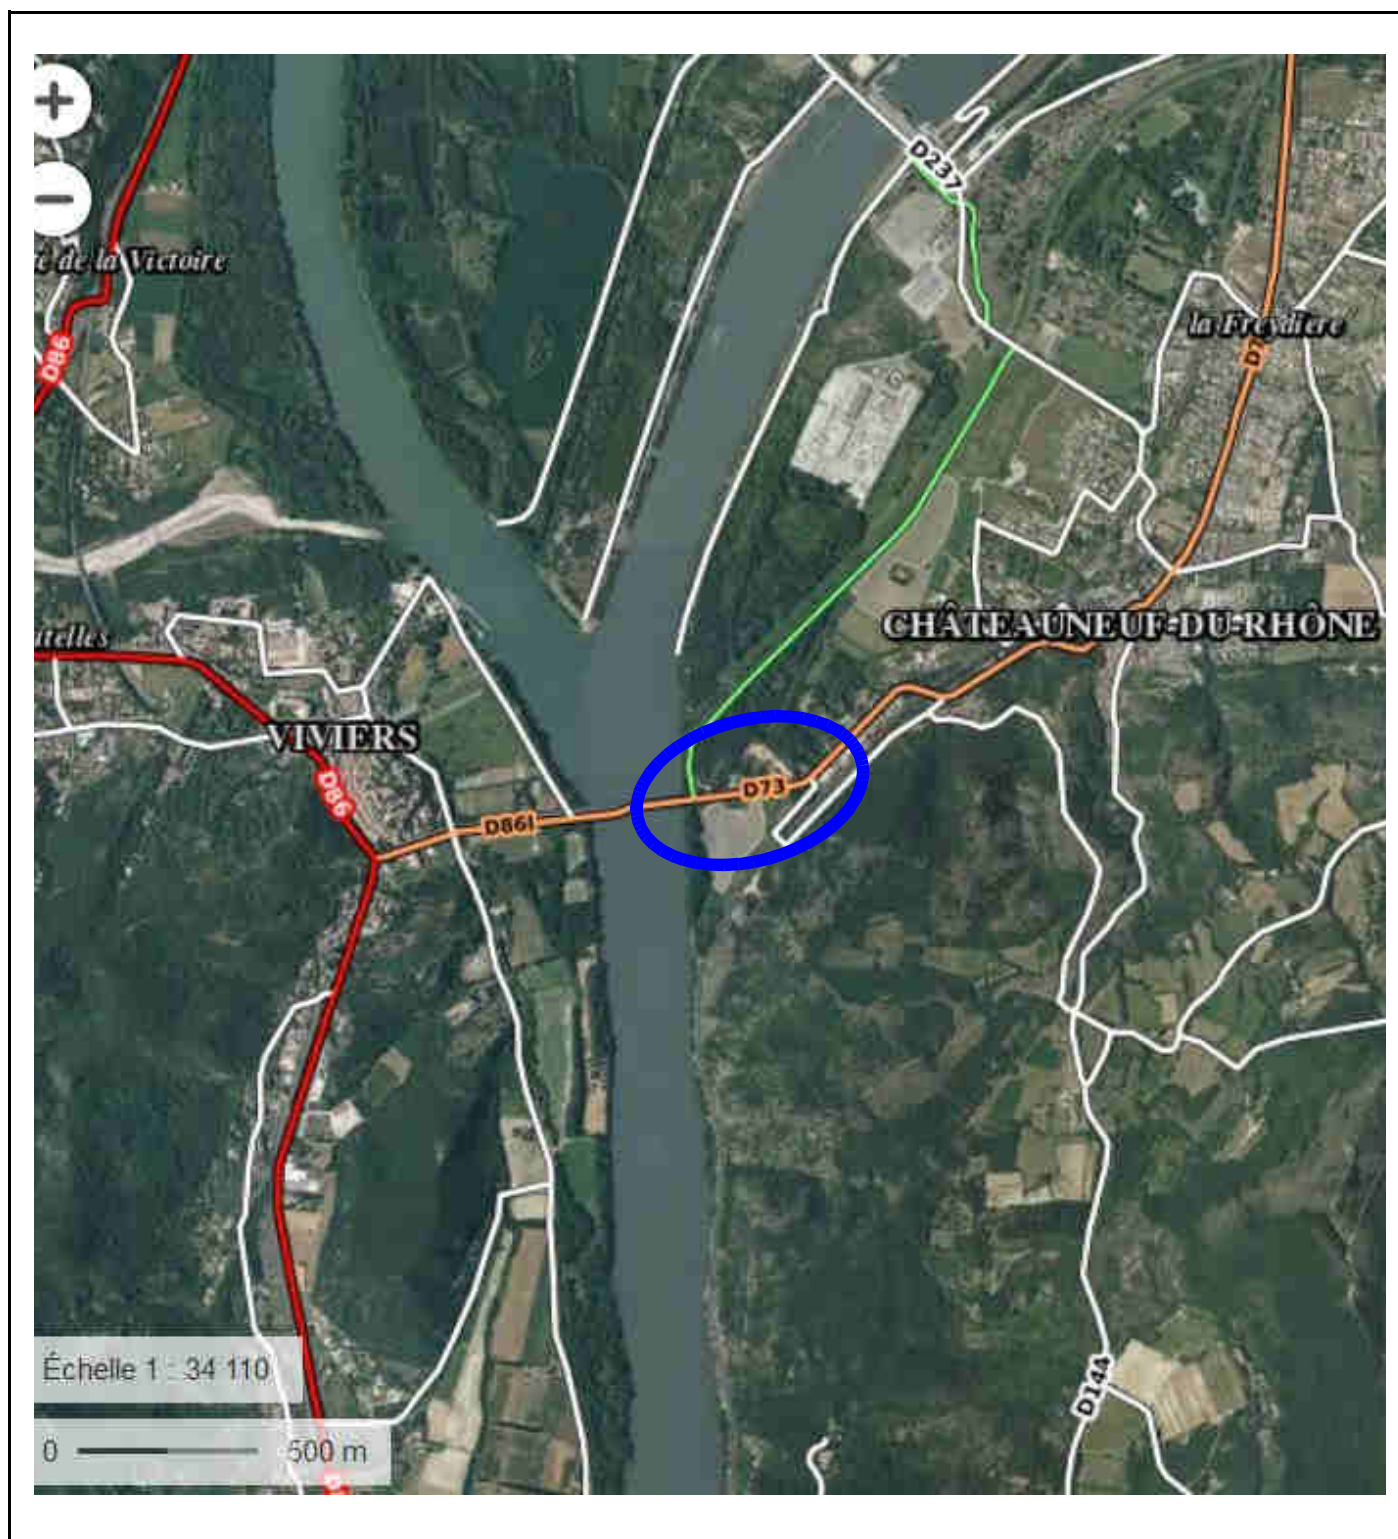 +
D237
−
de la Victoire
la Freydière
D86
CHÂTEAUNEUF-DU-RHÔNE
VIVIERS
D86
D73
D86I
Échelle 1 : 34 110
D144
0
500 m